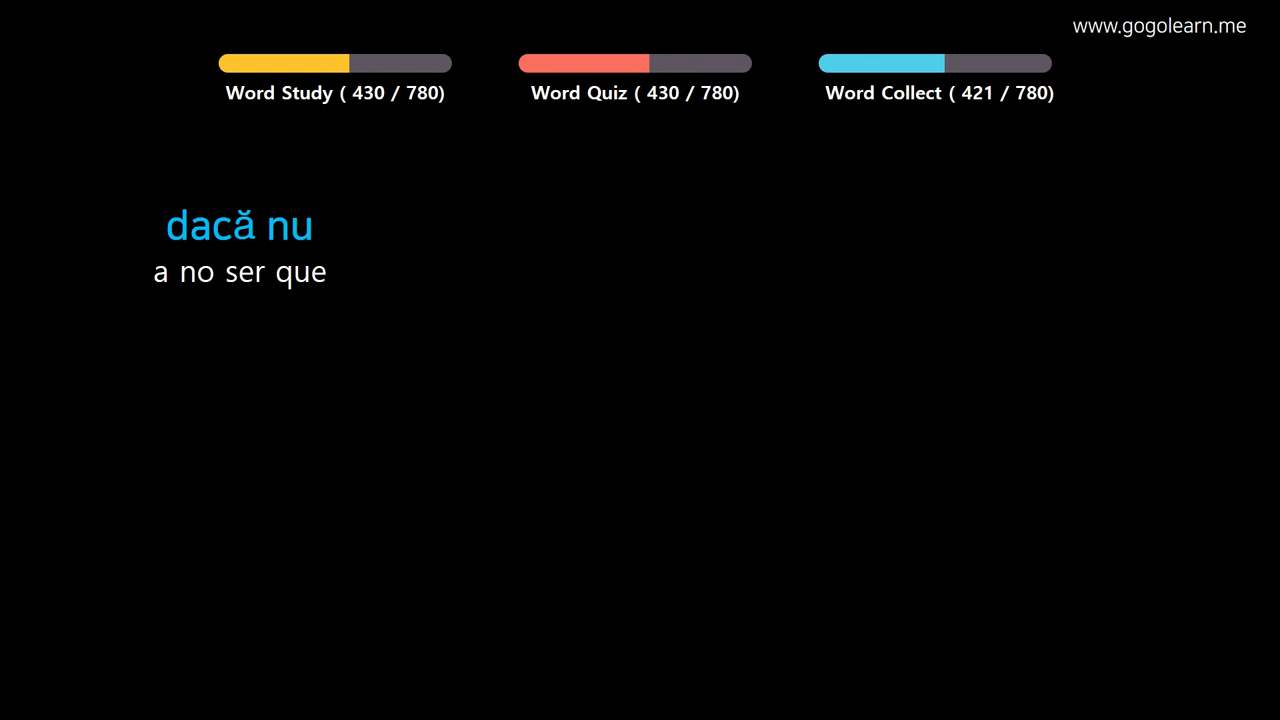 www.gogolearn.me
Word Study ( 430 / 780)
Word Quiz ( 430 / 780)
Word Collect ( 421 / 780)
dacă nu
a no ser que